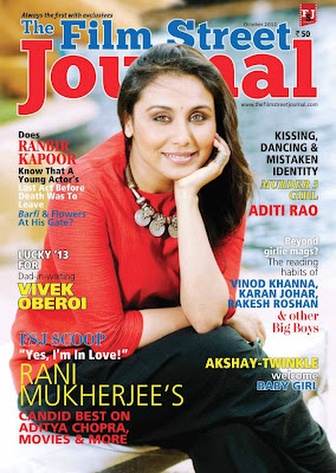 Always the first with exclusives
October 2012
The Film Street
Journal
FJ
₹ 50
www.thefilmstreetjournal.com
Does
RANBIR
KAPOOR
Know That A
Young Actor's
Last Act Before
Death Was To
Leave
Barfi & Flowers
At His Gate?
LUCKY '13
FOR
Dad-in-waiting
VIVEK
OBEROI
FSJ SCOOP
"Yes, I'm In Love!"
RANI
MUKHERJEE'S
CANDID BEST ON
ADITYA CHOPRA,
MOVIES & MORE
KISSING,
DANCING &
MISTAKEN
IDENTITY
GIRL
ADITI RAO
Beyond
girlie mags?
The reading
habits of
VINOD KHANNA,
KARAN JOHAR,
RAKESH ROSHAN
& other
Big Boys
AKSHAY-TWINKLE
welcome
BABY GIRL